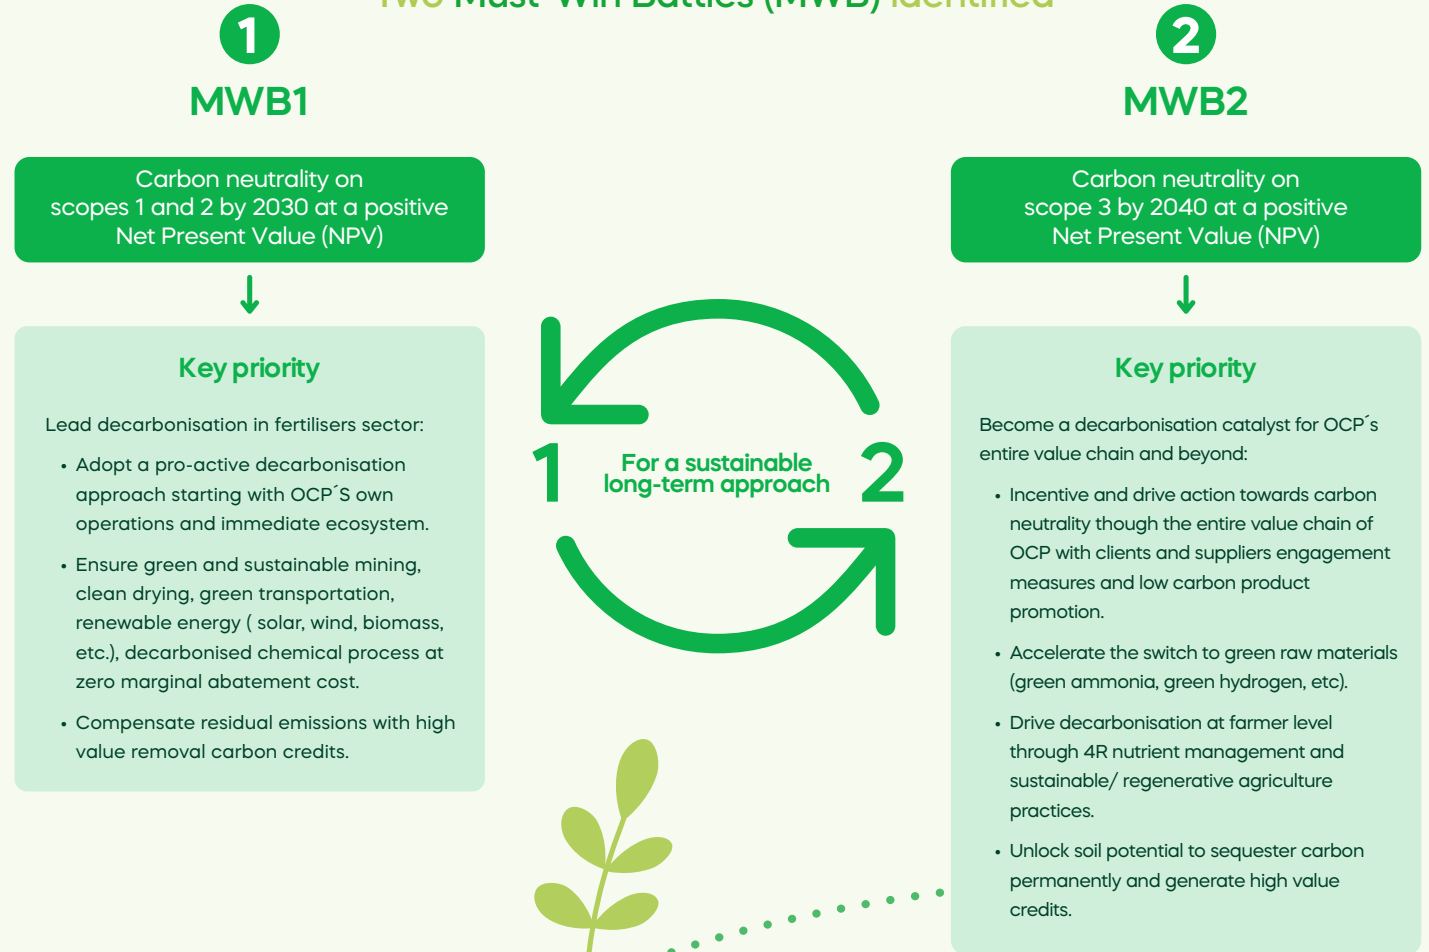 Two Must-Win Battles (MWB) Identified
1
MWB1
Carbon neutrality on
scopes 1 and 2 by 2030 at a positive
Net Present Value (NPV)
Key priority
Lead decarbonisation in fertilisers sector:
• Adopt a pro-active decarbonisation
approach starting with OCP´S own
operations and immediate ecosystem.
• Ensure green and sustainable mining,
clean drying, green transportation,
renewable energy ( solar, wind, biomass,
etc.), decarbonised chemical process at
zero marginal abatement cost.
• Compensate residual emissions with high
value removal carbon credits.
1
For a sustainable
long-term approach
2
2
MWB2
Carbon neutrality on
scope 3 by 2040 at a positive
Net Present Value (NPV)
Key priority
Become a decarbonisation catalyst for OCP´s
entire value chain and beyond:
• Incentive and drive action towards carbon
neutrality though the entire value chain of
OCP with clients and suppliers engagement
measures and low carbon product
promotion.
• Accelerate the switch to green raw materials
(green ammonia, green hydrogen, etc).
• Drive decarbonisation at farmer level
through 4R nutrient management and
sustainable/ regenerative agriculture
practices.
• Unlock soil potential to sequester carbon
permanently and generate high value
credits.